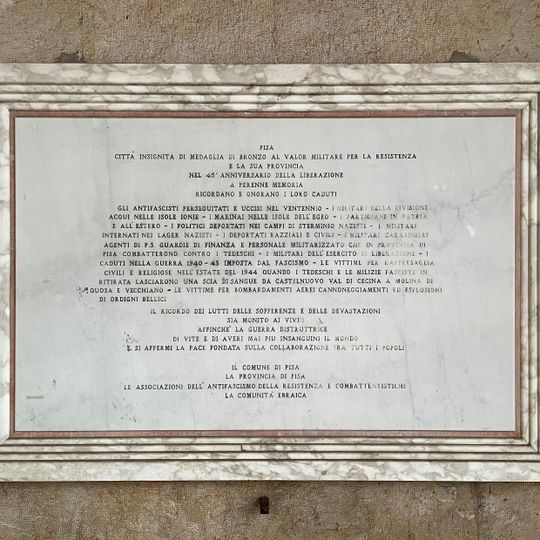 PISA
CITTÀ INSIGNITA DI MEDAGLIA DI BRONZO AL VALOR MILITARE PER LA RESISTENZA
E LA SUA PROVINCIA
NEL 45° ANNIVERSARIO DELLA LIBERAZIONE
A PERENNE MEMORIA
RICORDANO E ONORANO I LORO CADUTI
GLI ANTIFASCISTI PERSEGUITATI E UCCISI NEL VENTENNIO - I MILITARI DELLA DIVISIONE
ACQUI NELLE ISOLE IONIE - I MARINAI NELLE ISOLE DELL'EGEO - I PARTIGIANI IN PATRIA
E ALL'ESTERO - I POLITICI DEPORTATI NEI CAMPI DI STERMINIO NAZISTI - I MILITARI
INTERNATI NEI LAGER NAZISTI - I DEPORTATI RAZZIALI E CIVILI - I MILITARI CARABINIERI
AGENTI DI P.S. GUARDIE DI FINANZA E PERSONALE MILITARIZZATO CHE IN PROVINCIA DI
PISA COMBATTERONO CONTRO I TEDESCHI - I MILITARI DELL'ESERCITO DI LIBERAZIONE - I
CADUTI NELLA GUERRA 1940-45 IMPOSTA DAL FASCISMO - LE VITTIME PER RAPPRESAGLIA
CIVILI E RELIGIOSE NELL'ESTATE DEL 1944 QUANDO I TEDESCHI E LE MILIZIE FASCISTE IN
RITIRATA LASCIARONO UNA SCIA DI SANGUE DA CASTELNUOVO VAL DI CECINA A MOLINA DI
QUOSA E VECCHIANO - LE VITTIME PER BOMBARDAMENTI AEREI CANNONEGGIAMENTI ED ESPLOSIONI
DI ORDIGNI BELLICI
IL RICORDO DEI LUTTI DELLE SOFFERENZE E DELLE DEVASTAZIONI
SIA MONITO AI VIVI
AFFINCHE' LA GUERRA DISTRUTTRICE
DI VITE E DI AVERI MAI PIÙ INSANGUINI IL MONDO
E SI AFFERMI LA PACE FONDATA SULLA COLLABORAZIONE FRA TUTTI I POPOLI
IL COMUNE DI PISA
LA PROVINCIA DI PISA
LE ASSOCIAZIONI DELL'ANTIFASCISMO DELLA RESISTENZA E COMBATTENTISTICHE
LA COMUNITA' EBRAICA